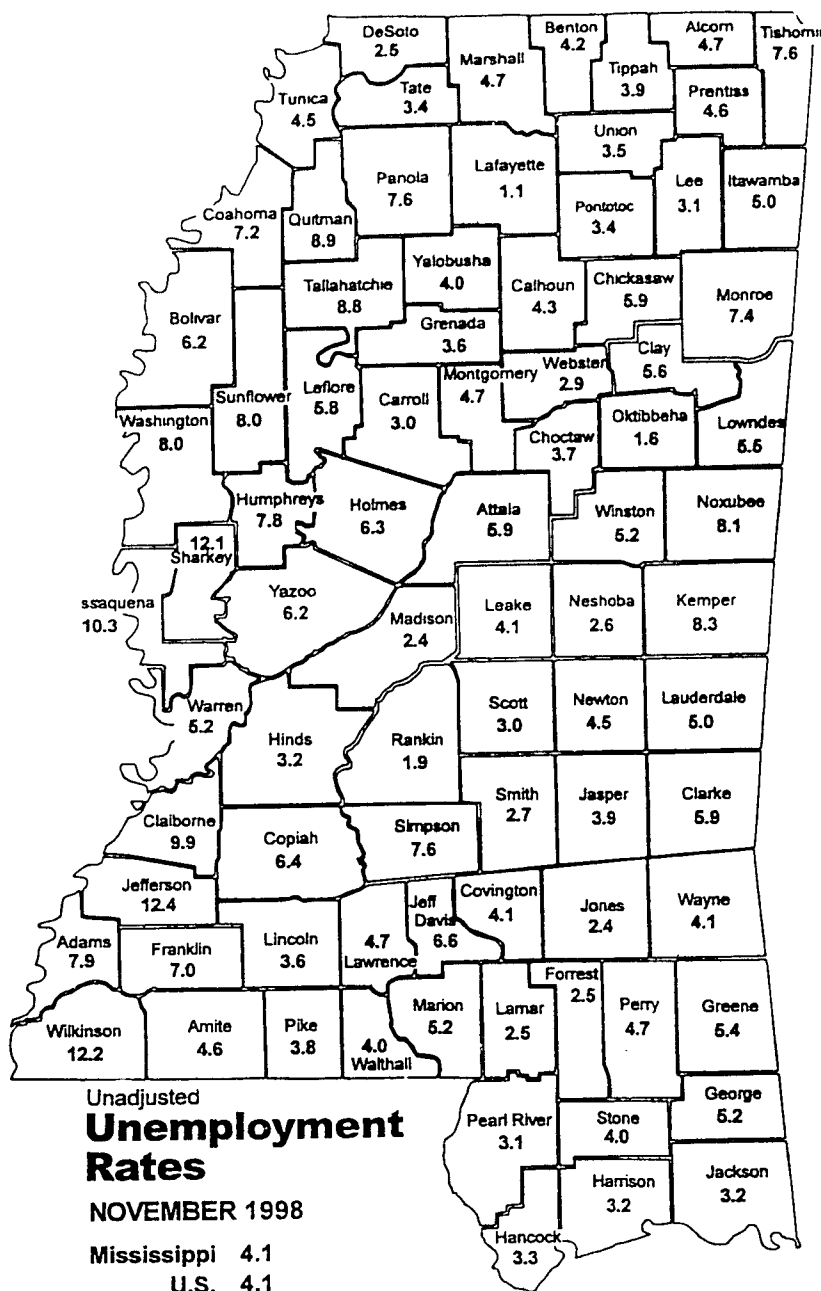 DeSoto
2.5
Benton
4.2
Alcorn
4.7
Tishomi
7.6
Marshall
4.7
Tippah
3.9
Tunica
4.5
Tate
3.4
Prentiss
4.6
Union
3.5
Panola
7.6
Lafayette
1.1
Lee
3.1
Itawamba
5.0
Coahoma
7.2
Quitman
8.9
Pontotoc
3.4
Yalobusha
4.0
Tallahatchie
8.8
Calhoun
4.3
Chickasaw
5.9
Monroe
7.4
Bolivar
6.2
Grenada
3.6
Clay
5.6
Webster
2.9
Montgomery
4.7
Leflore
5.8
Sunflower
8.0
Carroll
3.0
Washington
8.0
Choctaw
3.7
Oktibbeha
1.6
Lowndes
5.5
Humphreys
7.8
Holmes
6.3
Attala
5.9
Winston
5.2
Noxubee
8.1
12.1
Sharkey
ssaquena
10.3
Yazoo
6.2
Madison
2.4
Leake
4.1
Neshoba
2.6
Kemper
8.3
Warren
5.2
Hinds
3.2
Rankin
1.9
Scott
3.0
Newton
4.5
Lauderdale
5.0
Claiborne
9.9
Copiah
6.4
Simpson
7.6
Smith
2.7
Jasper
3.9
Clarke
5.9
Jefferson
12.4
Jeff
Davis
6.6
Covington
4.1
Jones
2.4
Wayne
4.1
Adams
7.9
Franklin
7.0
Lincoln
3.6
4.7
Lawrence
Forrest
2.5
Wilkinson
12.2
Amite
4.6
Pike
3.8
4.0
Walthall
Marion
5.2
Lamar
2.5
Perry
4.7
Greene
5.4
Pearl River
3.1
Stone
4.0
George
5.2
Harrison
3.2
Jackson
3.2
Hancock
3.3
Unadjusted
Unemployment
Rates
NOVEMBER 1998
Mississippi 4.1
U.S. 4.1